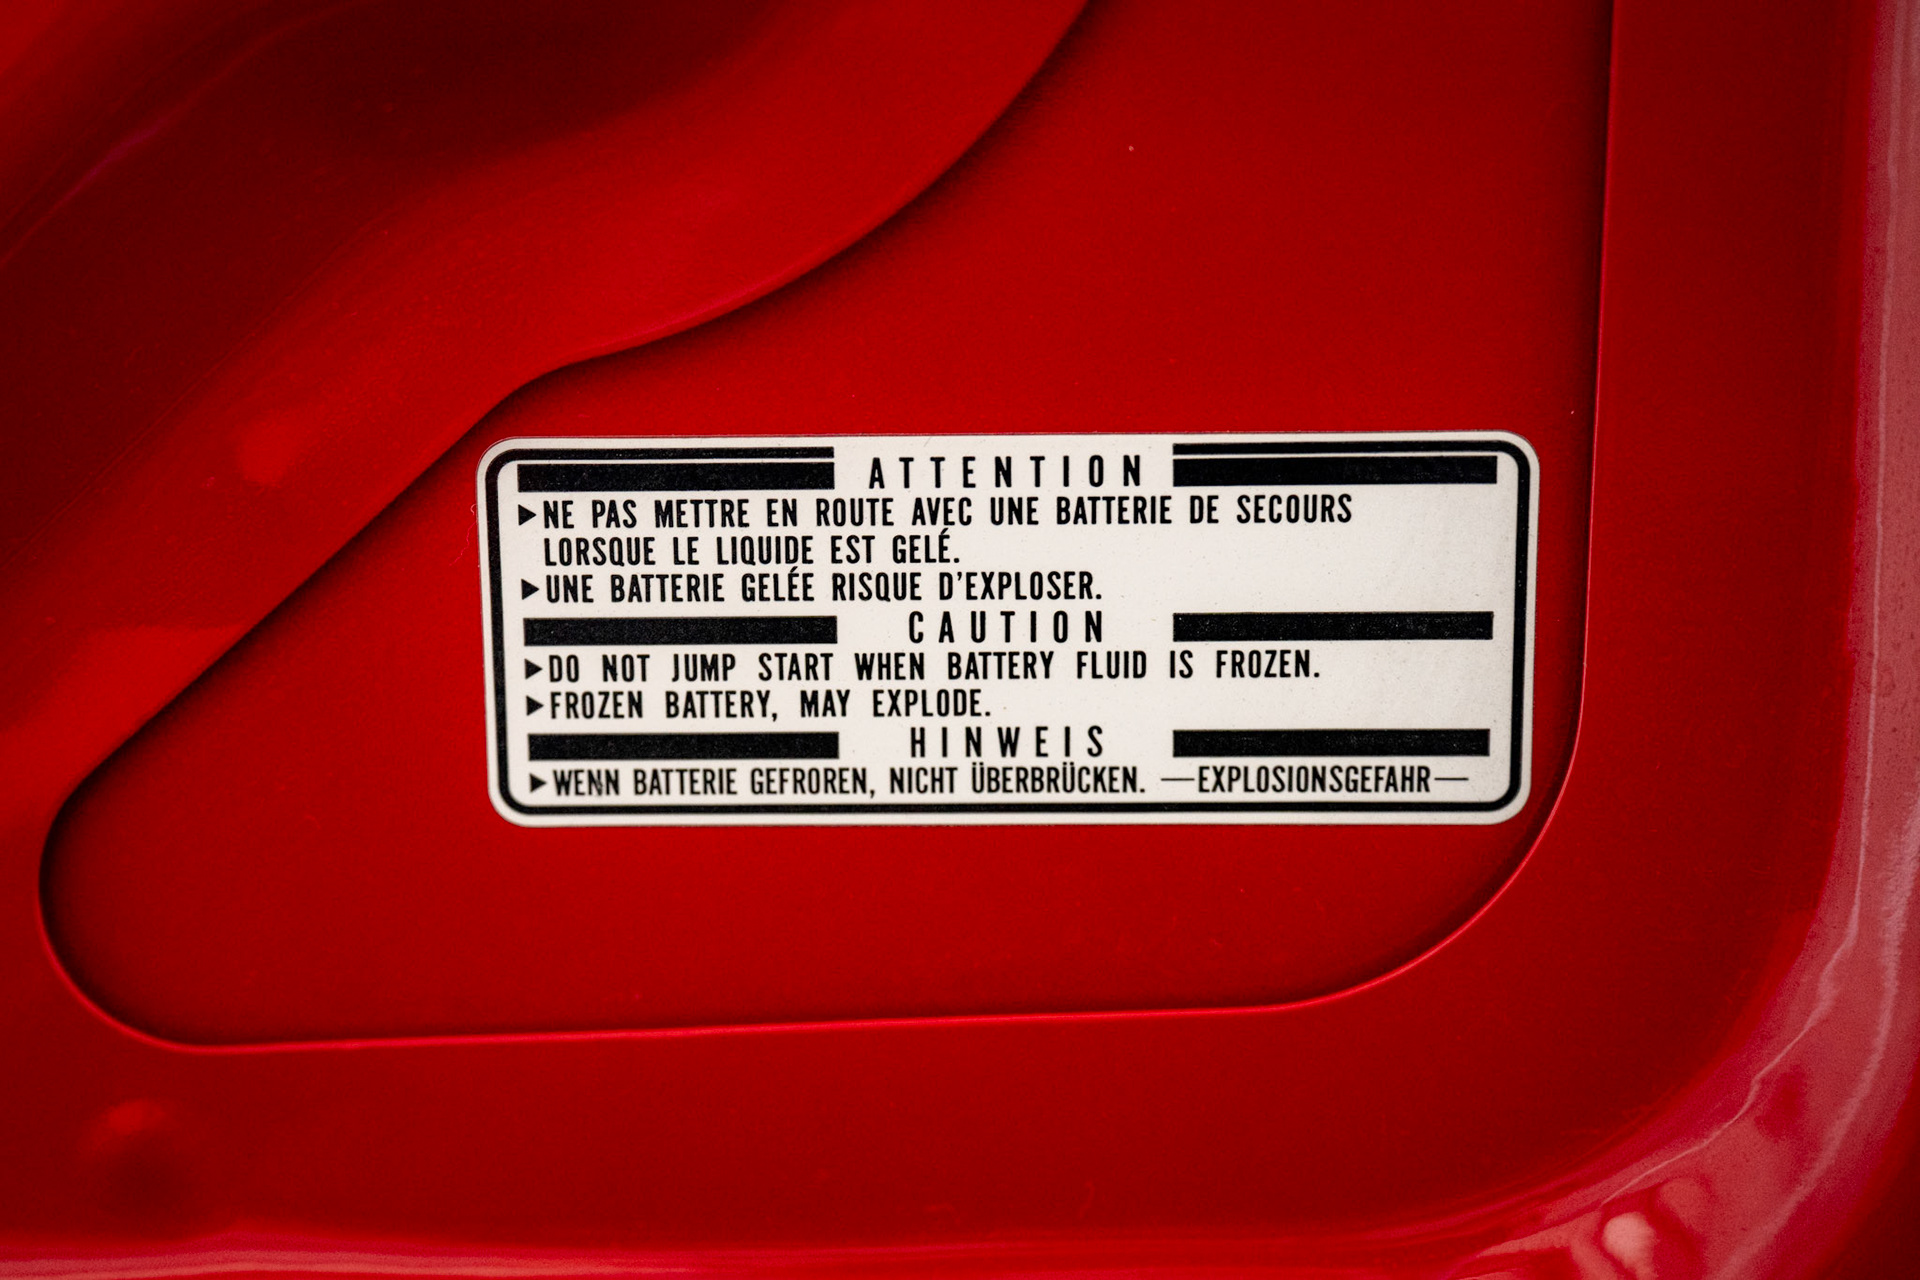 ATTENTION
▶NE PAS METTRE EN ROUTE AVEC UNE BATTERIE DE SECOURS
LORSQUE LE LIQUIDE EST GELÉ.
▶UNE BATTERIE GELÉE RISQUE D'EXPLOSER.
CAUTION
▶DO NOT JUMP START WHEN BATTERY FLUID IS FROZEN.
▶FROZEN BATTERY, MAY EXPLODE.
HINWEIS
▶WENN BATTERIE GEFROREN, NICHT ÜBERBRÜCKEN. —EXPLOSIONSGEFAHR—